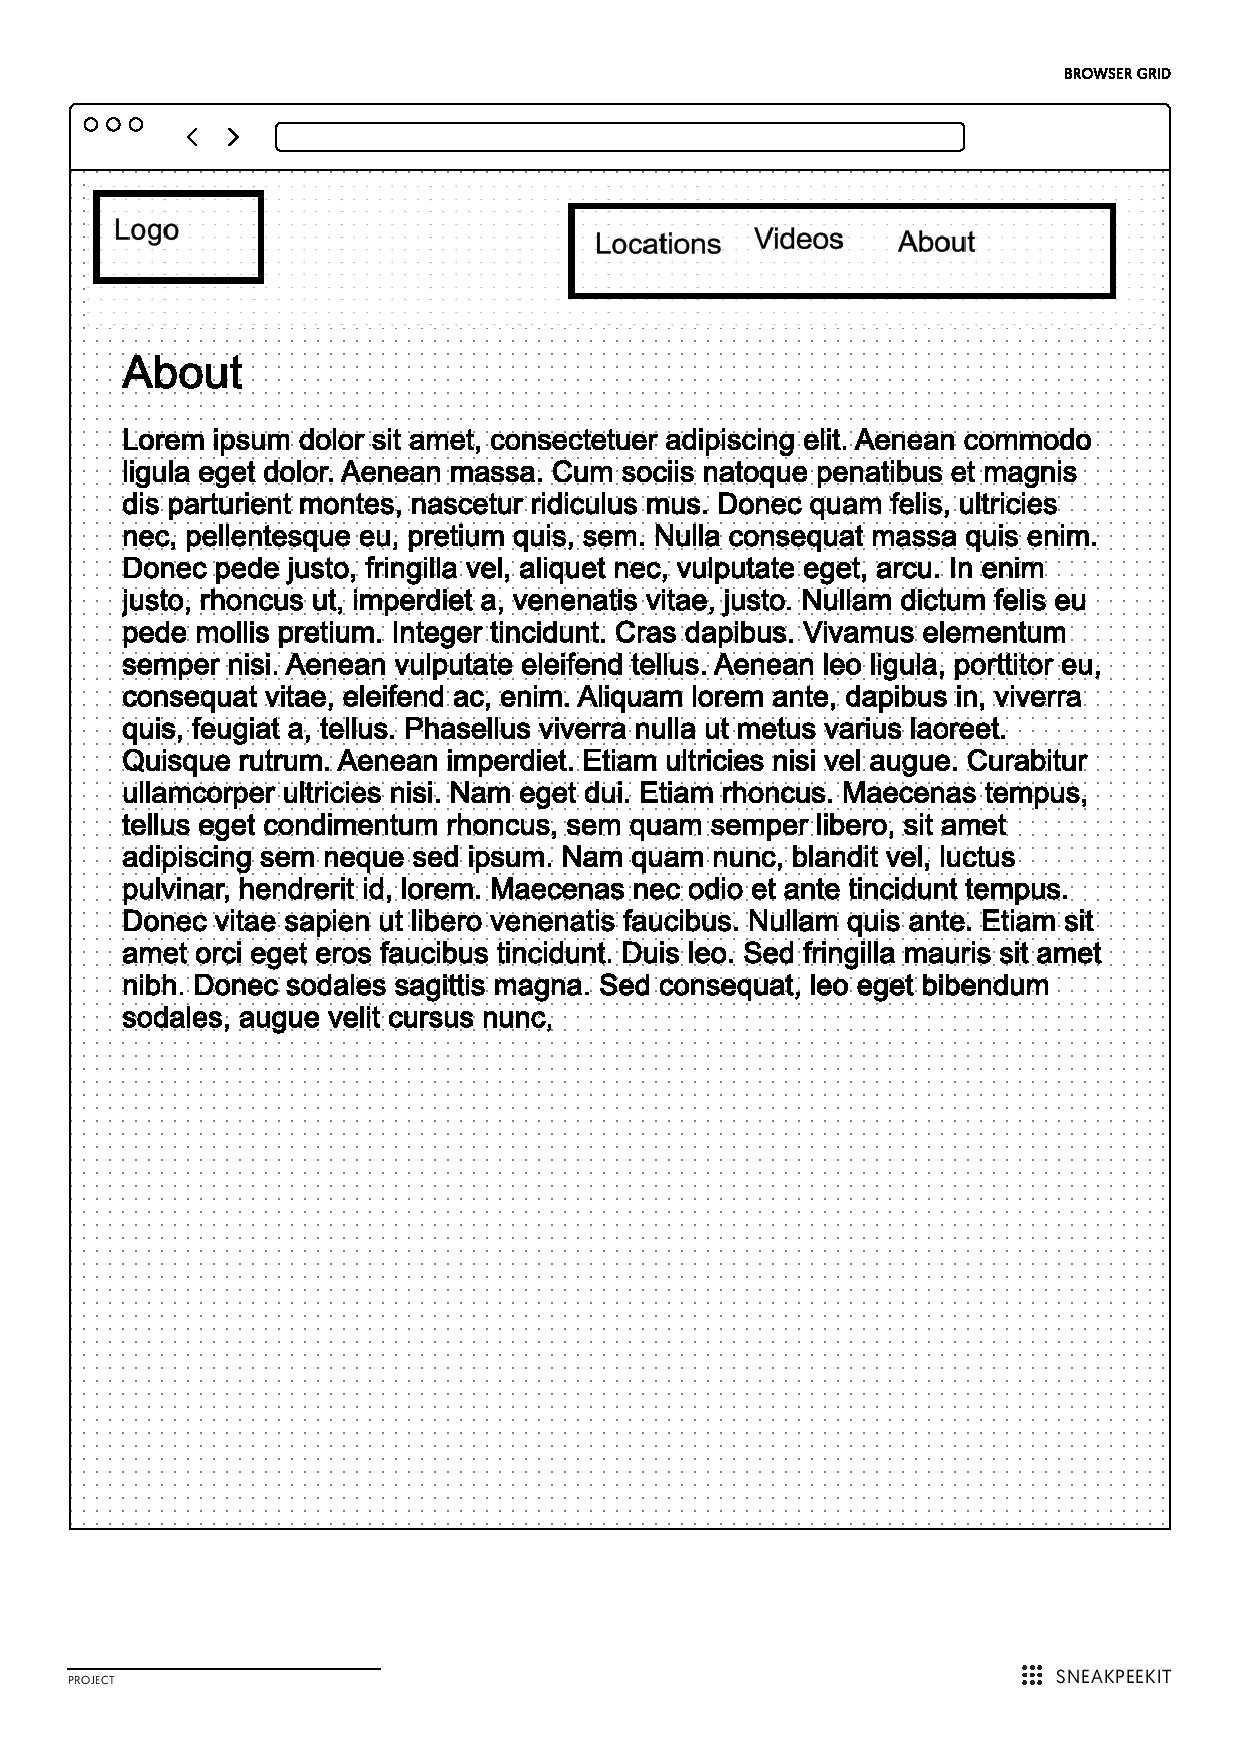 BROWSER GRID
Logo
Locations Videos About
About
Lorem ipsum dolor sit amet, consectetuer adipiscing elit. Aenean commodo
ligula eget dolor. Aenean massa. Cum sociis natoque penatibus et magnis
dis parturient montes, nascetur ridiculus mus. Donec quam felis, ultricies
nec, pellentesque eu, pretium quis, sem. Nulla consequat massa quis enim.
Donec pede justo, fringilla vel, aliquet nec, vulputate eget, arcu. In enim
justo, rhoncus ut, imperdiet a, venenatis vitae, justo. Nullam dictum felis eu
pede mollis pretium. Integer tincidunt. Cras dapibus. Vivamus elementum
semper nisi. Aenean vulputate eleifend tellus. Aenean leo ligula, porttitor eu,
consequat vitae, eleifend ac, enim. Aliquam lorem ante, dapibus in, viverra
quis, feugiat a, tellus. Phasellus viverra nulla ut metus varius laoreet.
Quisque rutrum. Aenean imperdiet. Etiam ultricies nisi vel augue. Curabitur
ullamcorper ultricies nisi. Nam eget dui. Etiam rhoncus. Maecenas tempus,
tellus eget condimentum rhoncus, sem quam semper libero, sit amet
adipiscing sem neque sed ipsum. Nam quam nunc, blandit vel, luctus
pulvinar, hendrerit id, lorem. Maecenas nec odio et ante tincidunt tempus.
Donec vitae sapien ut libero venenatis faucibus. Nullam quis ante. Etiam sit
amet orci eget eros faucibus tincidunt. Duis leo. Sed fringilla mauris sit amet
nibh. Donec sodales sagittis magna. Sed consequat, leo eget bibendum
sodales, augue velit cursus nunc,
PROJECT
SNEAKPEEKIT